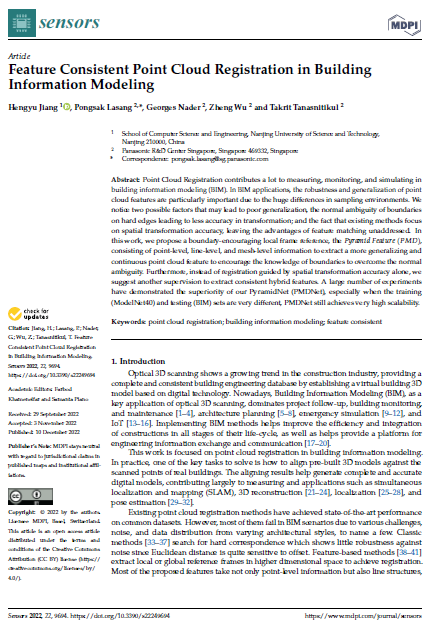 sensors
MDPI
Article
Feature Consistent Point Cloud Registration in Building
Information Modeling
Hengyu Jiang 1, Pongsak Lasang 2,*, Georges Nader 2, Zheng Wu 2 and Takrit Tanasnitikul 2
1 School of Computer Science and Engineering, Nanjing University of Science and Technology,
Nanjing 210000, China
2 Panasonic R&D Center Singapore, Singapore 469332, Singapore
* Correspondence: pongsak.lasang@sg.panasonic.com
Abstract: Point Cloud Registration contributes a lot to measuring, monitoring, and simulating in
building information modeling (BIM). In BIM applications, the robustness and generalization of point
cloud features are particularly important due to the huge differences in sampling environments. We
notice two possible factors that may lead to poor generalization, the normal ambiguity of boundaries
on hard edges leading to less accuracy in transformation; and the fact that existing methods focus
on spatial transformation accuracy, leaving the advantages of feature matching unaddressed. In
this work, we propose a boundary-encouraging local frame reference, the Pyramid Feature (PMD),
consisting of point-level, line-level, and mesh-level information to extract a more generalizing and
continuous point cloud feature to encourage the knowledge of boundaries to overcome the normal
ambiguity. Furthermore, instead of registration guided by spatial transformation accuracy alone, we
suggest another supervision to extract consistent hybrid features. A large number of experiments
have demonstrated the superiority of our PyramidNet (PMDNet), especially when the training
(ModelNet40) and testing (BIM) sets are very different, PMDNet still achieves very high scalability.
Keywords: point cloud registration; building information modeling; feature consistent
check for
updates
Citation: Jiang, H.; Lasang, P.; Nader,
G.; Wu, Z.; Tanasnitikul, T. Feature
Consistent Point Cloud Registration
in Building Information Modeling.
Sensors 2022, 22, 9694.
https://doi.org/10.3390/s22249694
Academic Editors: Farhad
Khamerellar and Susanta Piano
Received: 29 September 2022
Accepted: 3 November 2022
Published: 10 December 2022
Publisher's Note: MDPI stays neutral
with regard to jurisdictional claims in
published maps and institutional affil-
iations.
Copyright: © 2022 by the authors.
Licensee MDPI, Basel, Switzerland.
This article is an open access article
distributed under the terms and
conditions of the Creative Commons
Attribution (CC BY) license (https://
creativecommons.org/licenses/by/
4.0/).
1. Introduction
Optical 3D scanning shows a growing trend in the construction industry, providing a
complete and consistent building engineering database by establishing a virtual building 3D
model based on digital technology. Nowadays, Building Information Modeling (BIM), as a
key application of optical 3D scanning, dominates project follow-up, building monitoring
and maintenance [1–4], architecture planning [5–8], emergency simulation [9–12], and
IoT [13–16]. Implementing BIM methods helps improve the efficiency and integration
of constructions in all stages of their life-cycle, as well as helps provide a platform for
engineering information exchange and communication [17–20].
This work is focused on point cloud registration in building information modeling.
In practice, one of the key tasks to solve is how to align pre-built 3D models against the
scanned points of real buildings. The aligning results help generate complete and accurate
digital models, contributing largely to measuring and applications such as simultaneous
localization and mapping (SLAM), 3D reconstruction [21–24], localization [25–28], and
pose estimation [29–32].
Existing point cloud registration methods have achieved state-of-the-art performance
on common datasets. However, most of them fail in BIM scenarios due to various challenges,
noise, and data distribution from varying architectural styles, to name a few. Classic
methods [33–37] search for hard correspondence which shows little robustness against
noise since Euclidean distance is quite sensitive to offset. Feature-based methods [38–41]
extract local or global reference frames in higher dimensional space to achieve registration.
Most of the proposed features take not only point-level information but also line structures,
Sensors 2022, 22, 9694. https://doi.org/10.3390/s22249694
https://www.mdpi.com/journal/sensors